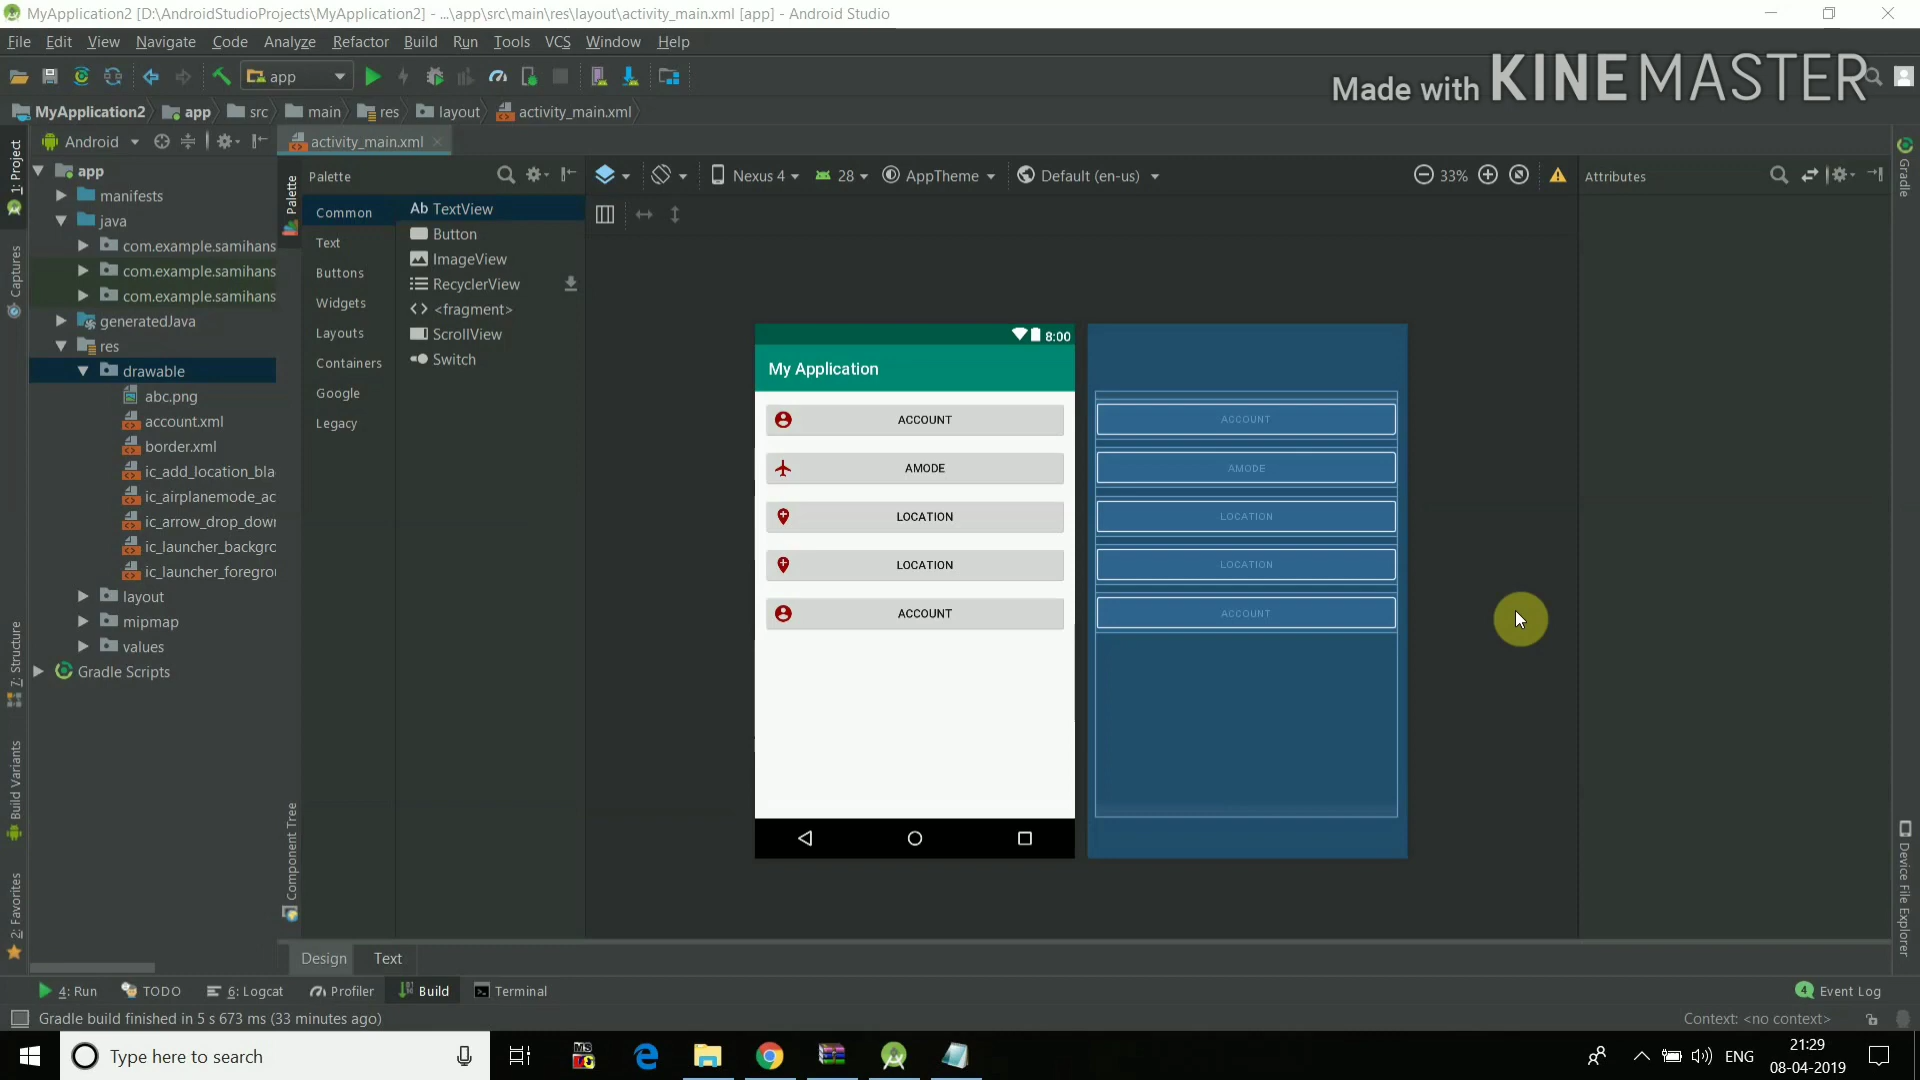 MyApplication2 [D:\AndroidStudioProjects\MyApplication2] - ...\app\src\main\res\layout\activity_main.xml [app] - Android Studio
File Edit View Navigate Code Analyze Refactor Build Run Tools VCS Window Help
app
Made with KINEMASTER
MyApplication2 app src main res layout activity_main.xml
Android
activity_main.xml
1: Project
Captures
7: Structure
Build Variants
2: Favorites
app
manifests
java
com.example.samihans
com.example.samihans
com.example.samihans
generatedJava
res
drawable
abc.png
account.xml
border.xml
ic_add_location_bla
ic_airplanemode_ac
ic_arrow_drop_down
ic_launcher_backgro
ic_launcher_foregrou
layout
mipmap
values
Gradle Scripts
Palette
Component Tree
Palette
Common
Text
Buttons
Widgets
Layouts
Containers
Google
Legacy
Ab TextView
Button
ImageView
RecyclerView
<fragment>
ScrollView
Switch
Nexus 4 28 AppTheme Default (en-us) 33%
Attributes
8:00
My Application
ACCOUNT
AMODE
LOCATION
LOCATION
ACCOUNT
ACCOUNT
AMODE
LOCATION
LOCATION
ACCOUNT
Gradle
Device File Explorer
Design Text
4: Run TODO 6: Logcat Profiler Build Terminal
4 Event Log
Gradle build finished in 5 s 673 ms (33 minutes ago)
Context: <no context>
Type here to search
ENG
21:29
08-04-2019